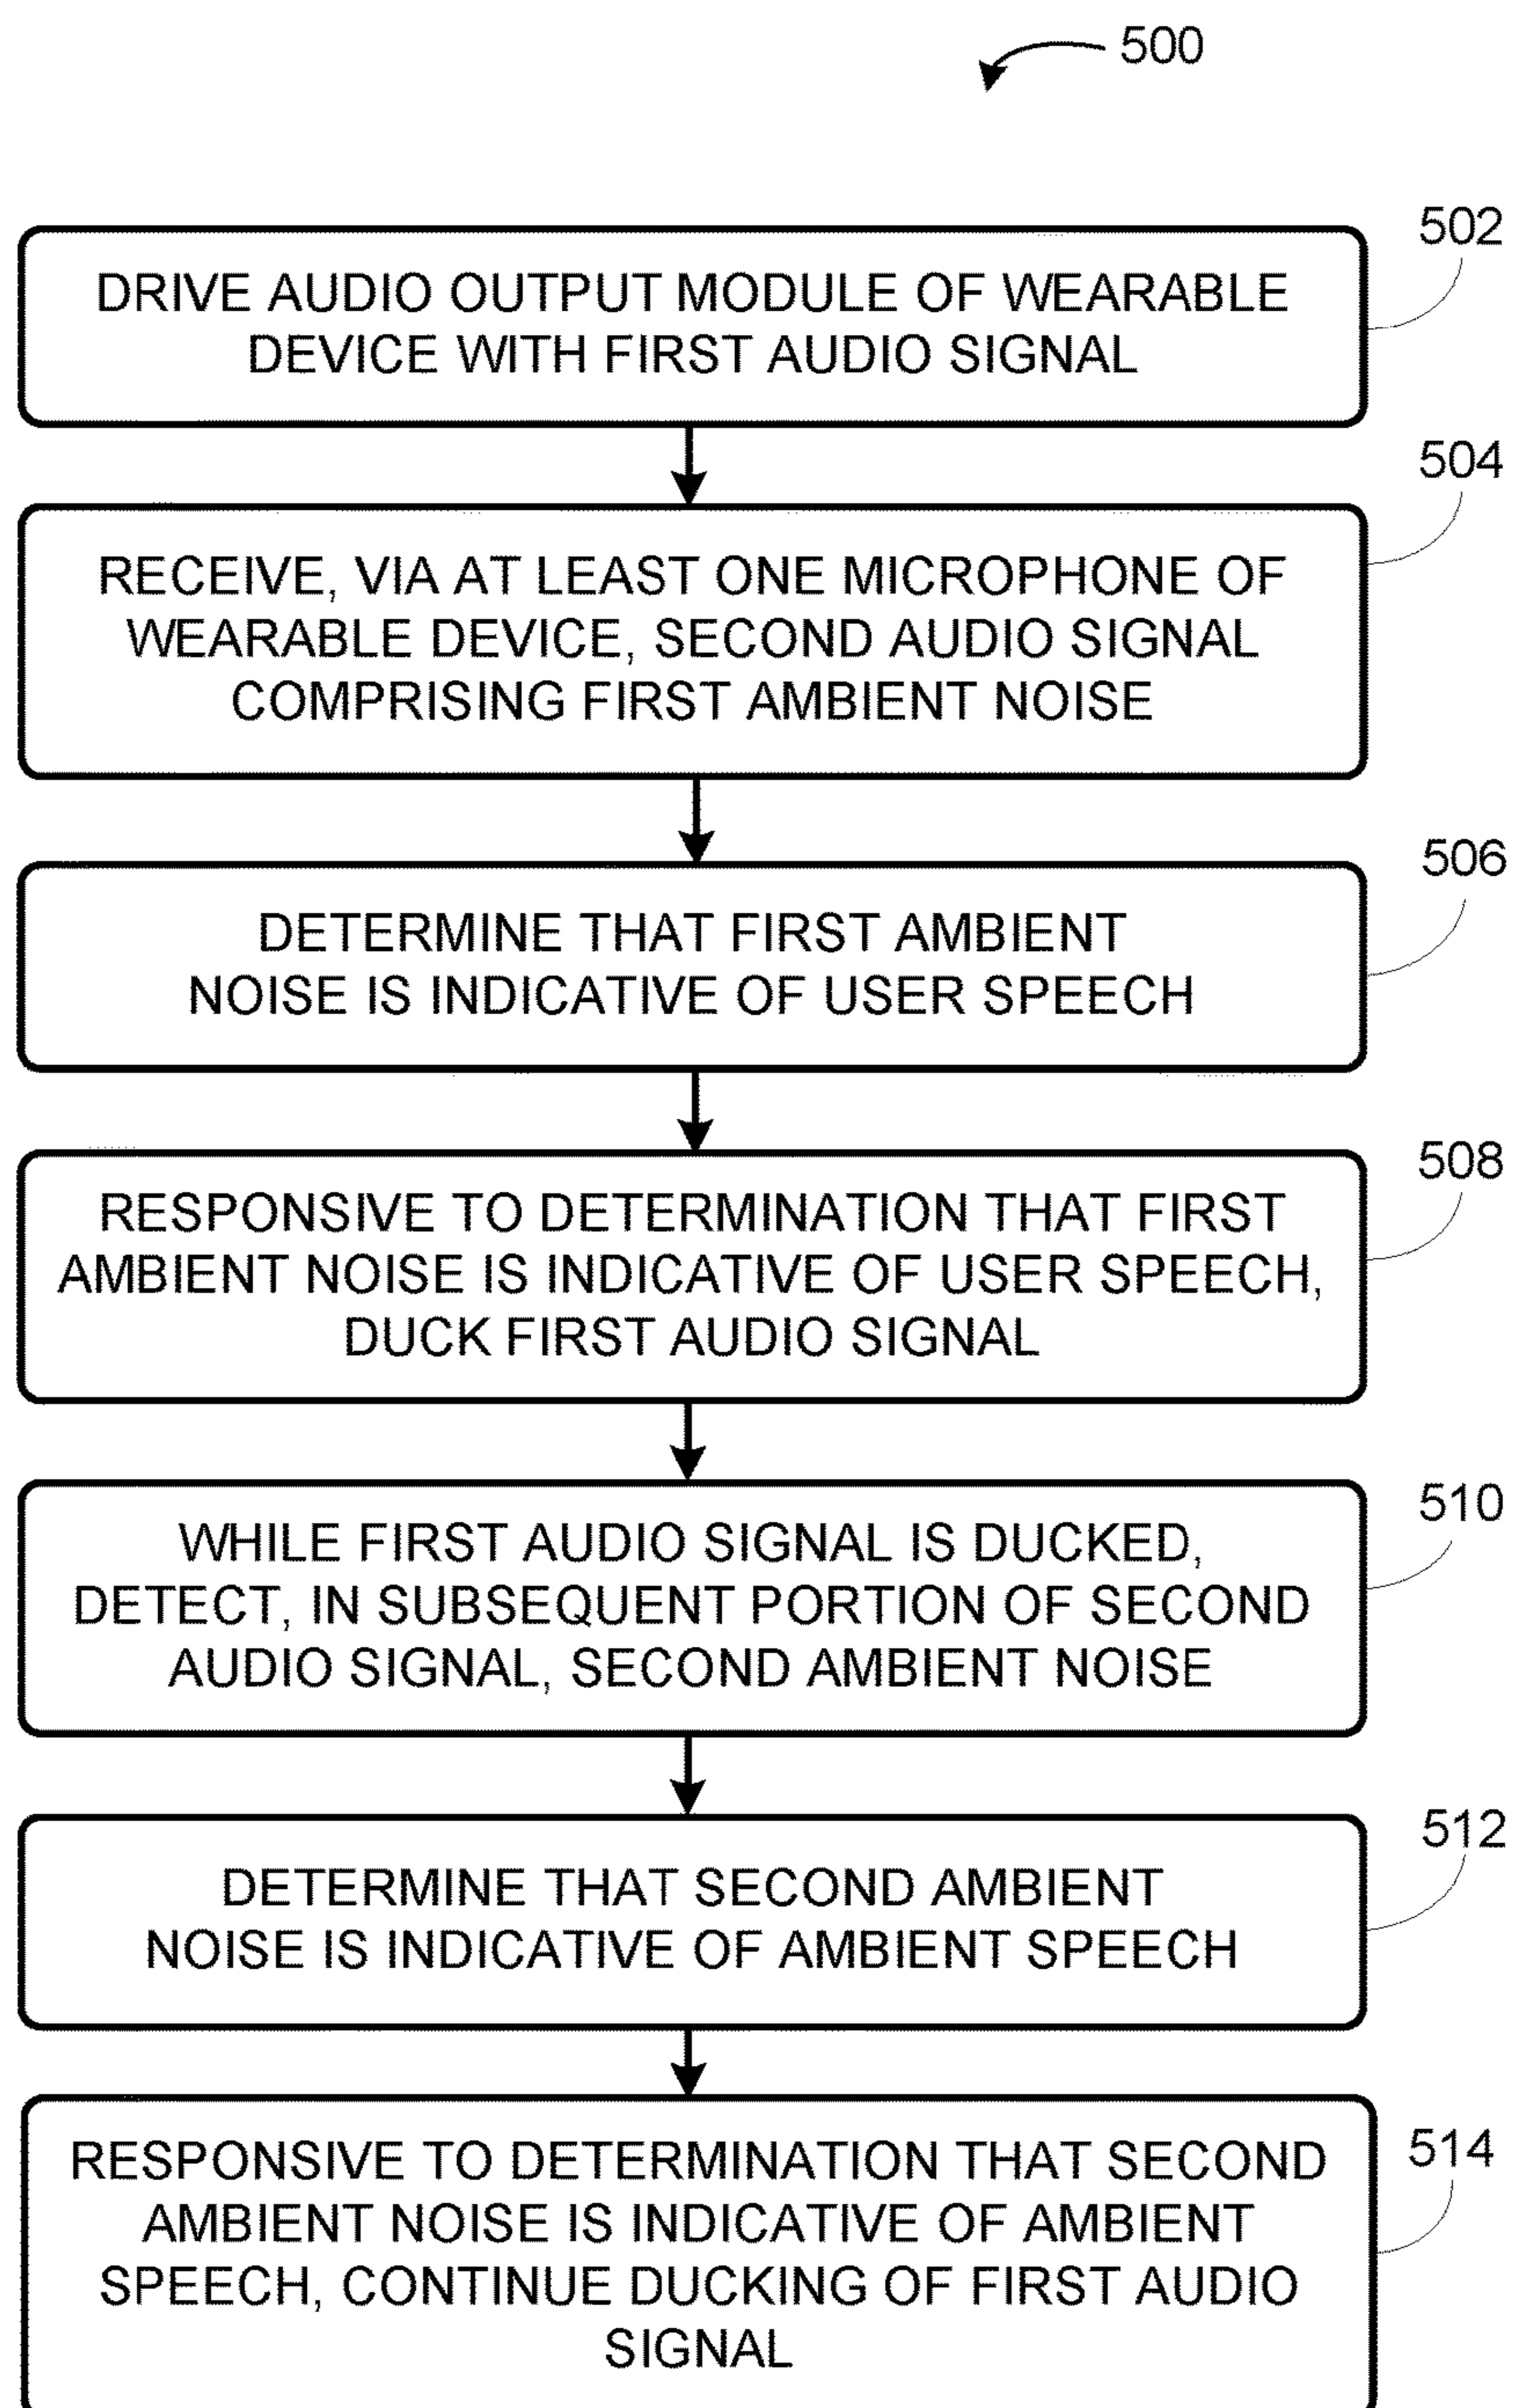 500
502
DRIVE AUDIO OUTPUT MODULE OF WEARABLE
DEVICE WITH FIRST AUDIO SIGNAL
504
RECEIVE, VIA AT LEAST ONE MICROPHONE OF
WEARABLE DEVICE, SECOND AUDIO SIGNAL
COMPRISING FIRST AMBIENT NOISE
506
DETERMINE THAT FIRST AMBIENT
NOISE IS INDICATIVE OF USER SPEECH
508
RESPONSIVE TO DETERMINATION THAT FIRST
AMBIENT NOISE IS INDICATIVE OF USER SPEECH,
DUCK FIRST AUDIO SIGNAL
510
WHILE FIRST AUDIO SIGNAL IS DUCKED,
DETECT, IN SUBSEQUENT PORTION OF SECOND
AUDIO SIGNAL, SECOND AMBIENT NOISE
512
DETERMINE THAT SECOND AMBIENT
NOISE IS INDICATIVE OF AMBIENT SPEECH
514
RESPONSIVE TO DETERMINATION THAT SECOND
AMBIENT NOISE IS INDICATIVE OF AMBIENT
SPEECH, CONTINUE DUCKING OF FIRST AUDIO
SIGNAL